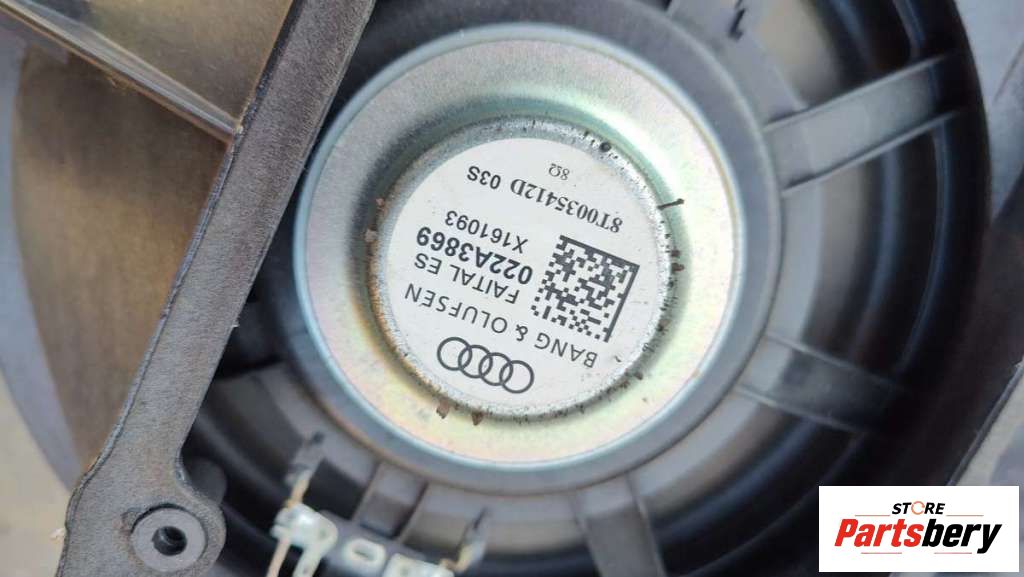 BANG & OLUFSEN
FAITAL ES
022A3869
X161093
8T0035412D 03S
8Ω
STORE
Partsbery